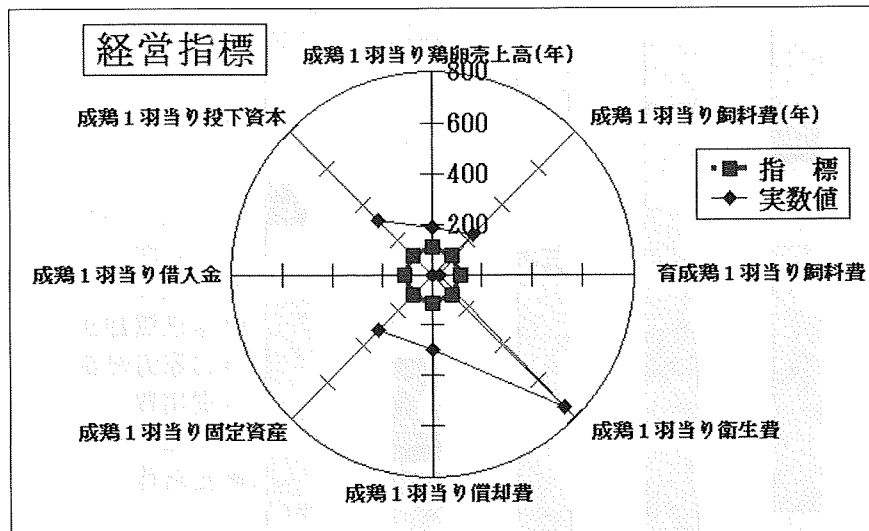 経営指標
成鶏1羽当り鶏卵売上高(年)
800
成鶏1羽当り投下資本
成鶏1羽当り飼料費(年)
600
400
指 標
実数値
200
成鶏1羽当り借入金
育成鶏1羽当り飼料費
成鶏1羽当り固定資産
成鶏1羽当り衛生費
成鶏1羽当り償却費